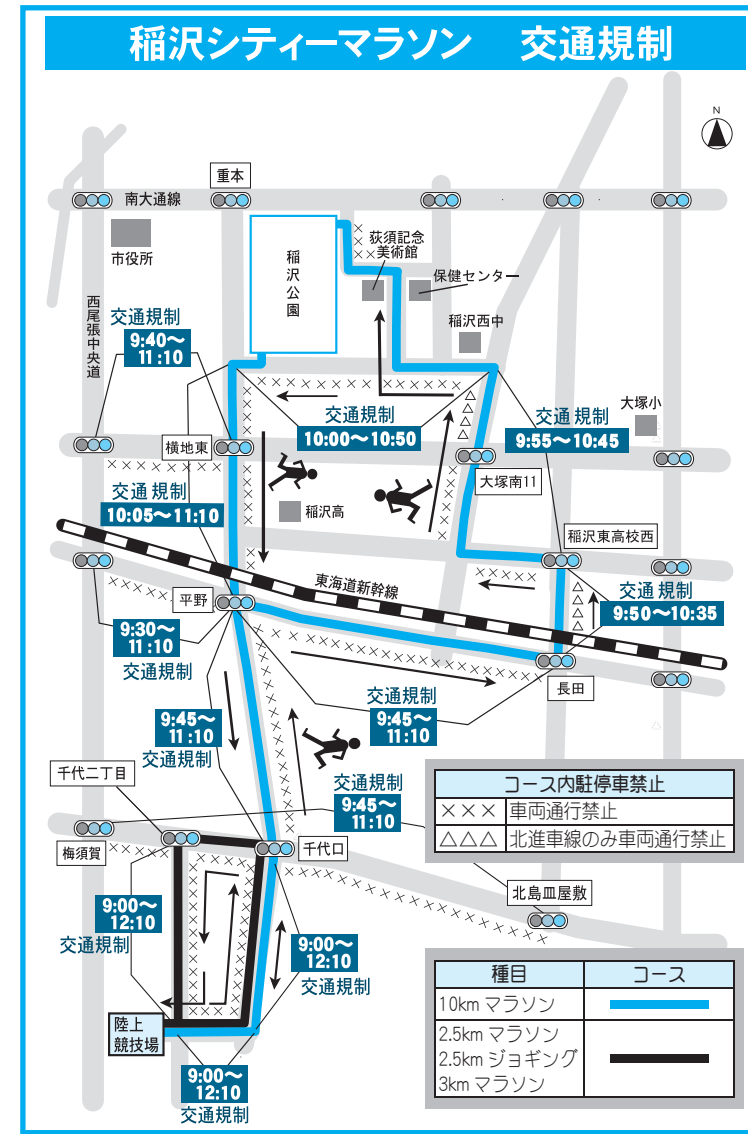 稲沢シティーマラソン 交通規制
N
重本
南大通線
市役所
稲沢公園
荻須記念
美術館
保健センター
稲沢西中
西尾張中央道
交通規制
9:40〜
11:10
大塚小
交通規制
10:00〜10:50
交通規制
9:55〜10:45
横地東
大塚南11
交通規制
10:05〜11:10
稲沢高
稲沢東高校西
東海道新幹線
平野
交通規制
9:50〜10:35
9:30〜
11:10
交通規制
長田
交通規制
9:45〜
11:10
9:45〜
11:10
交通規制
千代二丁目
交通規制
9:45〜
11:10
コース内駐停車禁止
××× 車両通行禁止
△△△ 北進車線のみ車両通行禁止
梅須賀
千代口
北島皿屋敷
9:00〜
12:10
交通規制
9:00〜
12:10
交通規制
種目 コース
10km マラソン
2.5km マラソン
2.5km ジョギング
3km マラソン
陸上
競技場
9:00〜
12:10
交通規制